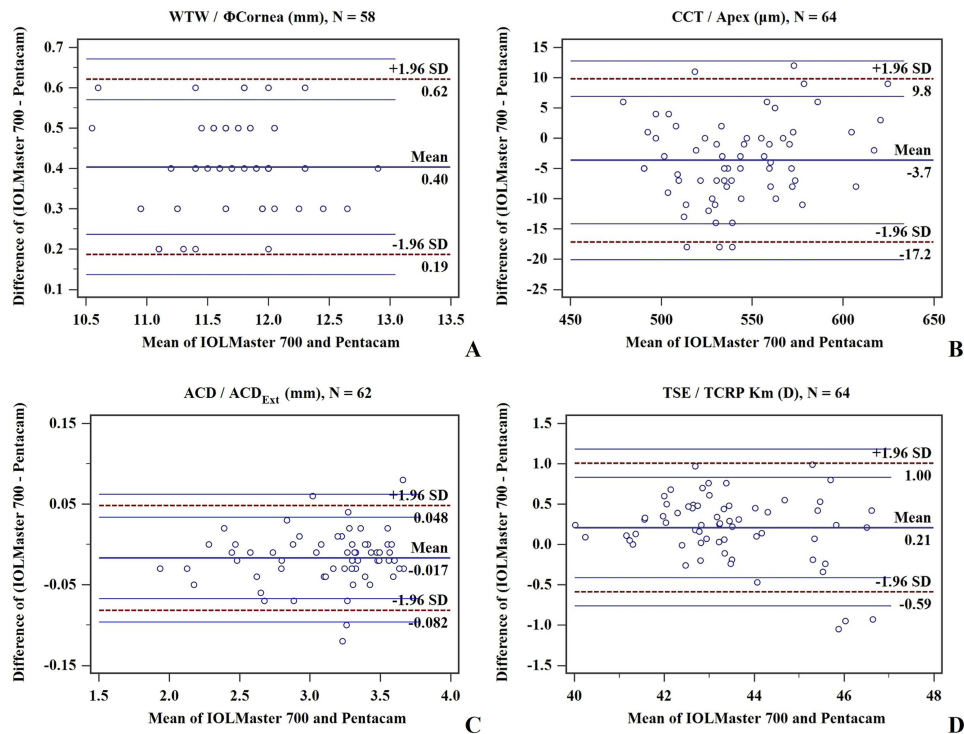 WTW / ΦCornea (mm), N = 58
Difference of (IOLMaster 700 - Pentacam)
0.7
0.6
0.5
0.4
0.3
0.2
0.1
+1.96 SD
0.62
Mean
0.40
-1.96 SD
0.19
10.5 11.0 11.5 12.0 12.5 13.0 13.5
Mean of IOLMaster 700 and Pentacam
A
CCT / Apex (μm), N = 64
Difference of (IOLMaster 700 - Pentacam)
15
10
5
0
-5
-10
-15
-20
-25
+1.96 SD
9.8
Mean
-3.7
-1.96 SD
-17.2
450 500 550 600 650
Mean of IOLMaster 700 and Pentacam
B
ACD / ACDExt (mm), N = 62
Difference of (IOLMaster 700 - Pentacam)
0.15
0.05
-0.05
-0.15
+1.96 SD
0.048
Mean
-0.017
-1.96 SD
-0.082
1.5 2.0 2.5 3.0 3.5 4.0
Mean of IOLMaster 700 and Pentacam
C
TSE / TCRP Km (D), N = 64
Difference of (IOLMaster 700 - Pentacam)
1.5
1.0
0.5
0.0
-0.5
-1.0
-1.5
+1.96 SD
1.00
Mean
0.21
-1.96 SD
-0.59
40 42 44 46 48
Mean of IOLMaster 700 and Pentacam
D